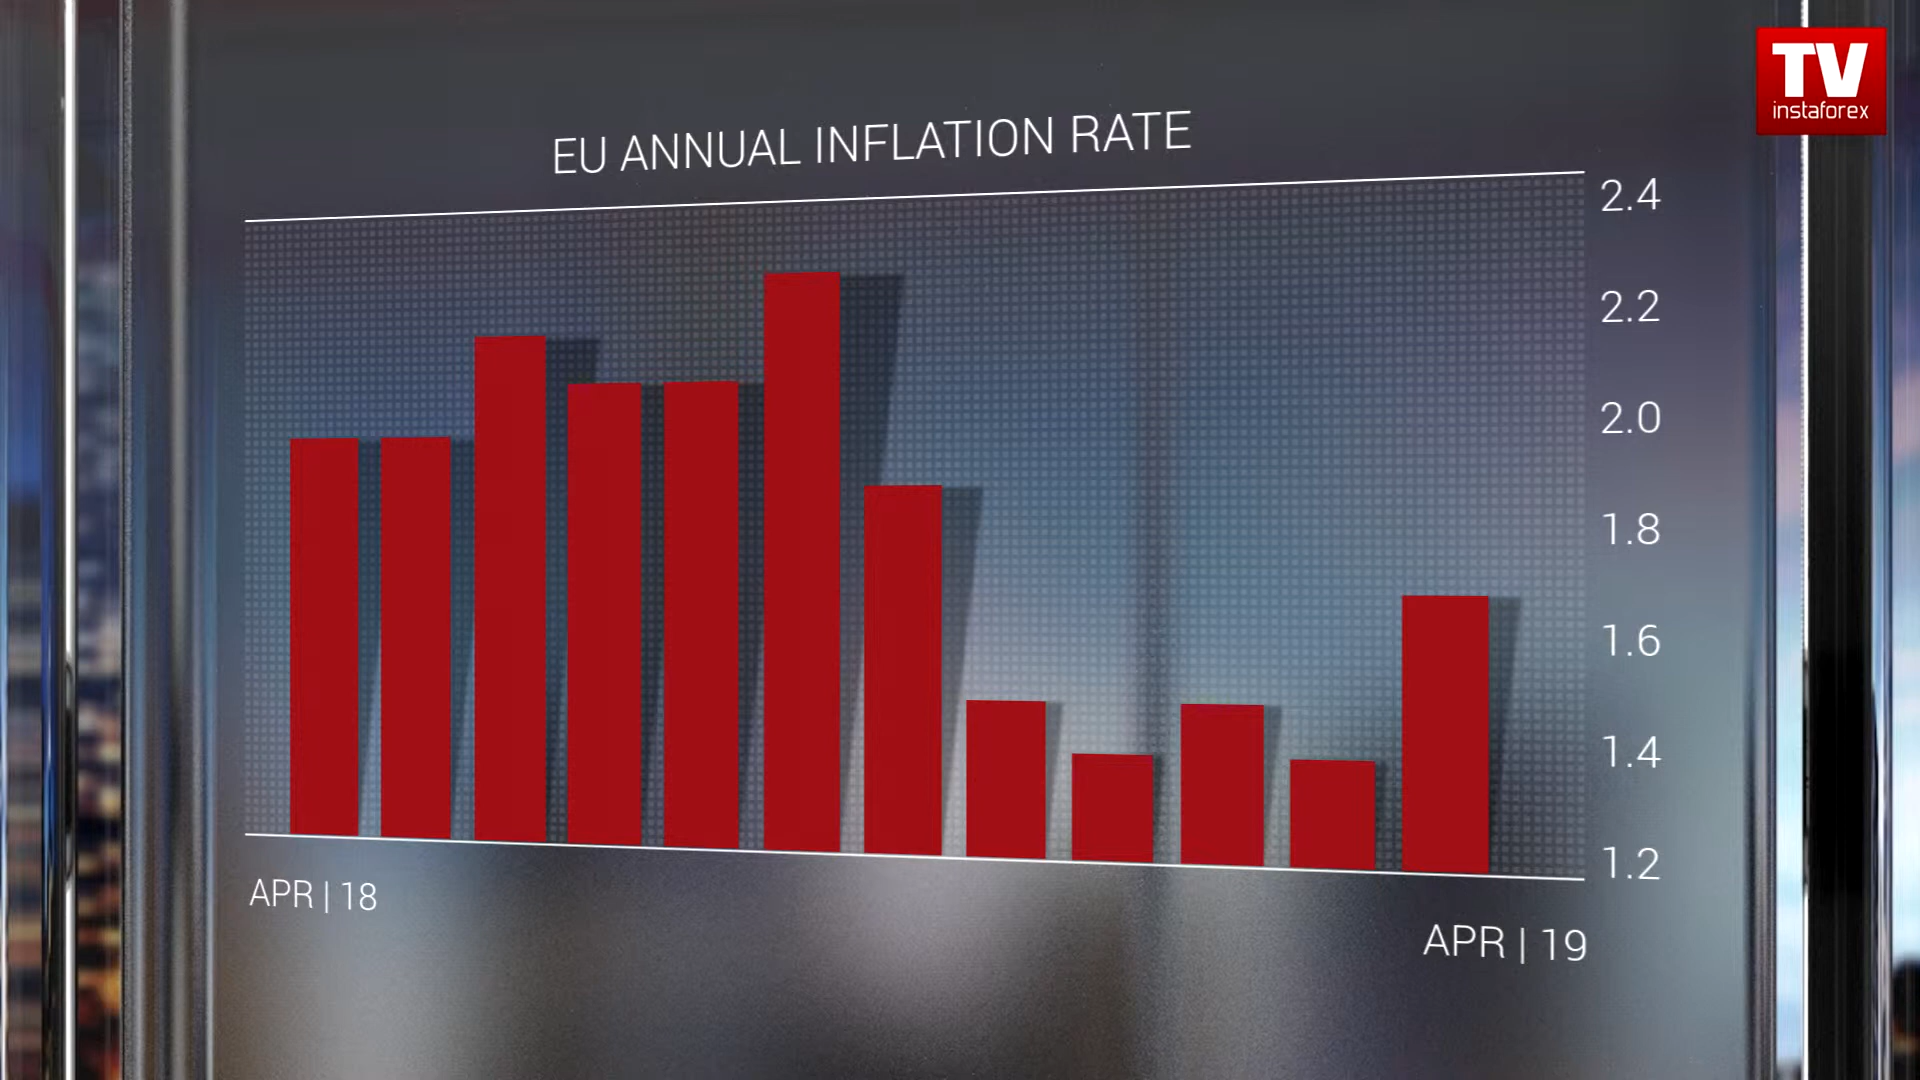 TV
instaforex
EU ANNUAL INFLATION RATE
2.4
2.2
2.0
1.8
1.6
1.4
1.2
APR | 18
APR | 19